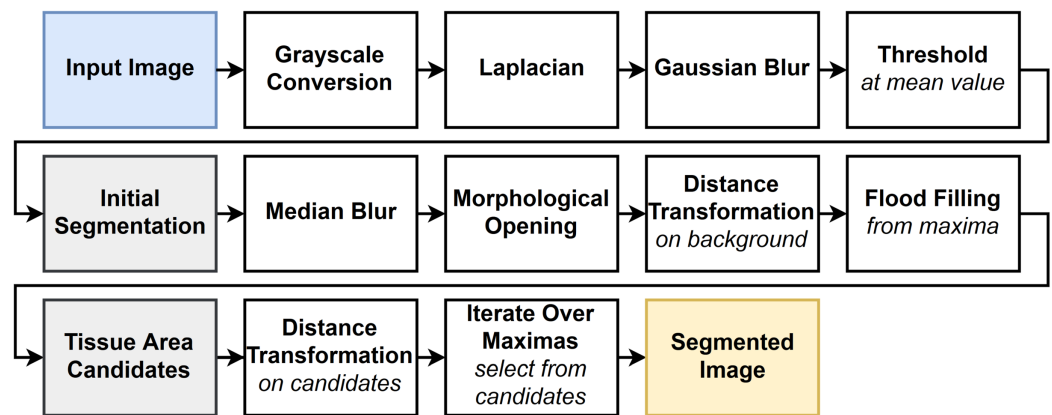 Input Image
Grayscale
Conversion
Laplacian
Gaussian Blur
Threshold
at mean value
Initial
Segmentation
Median Blur
Morphological
Opening
Distance
Transformation
on background
Flood Filling
from maxima
Tissue Area
Candidates
Distance
Transformation
on candidates
Iterate Over
Maximas
select from
candidates
Segmented
Image